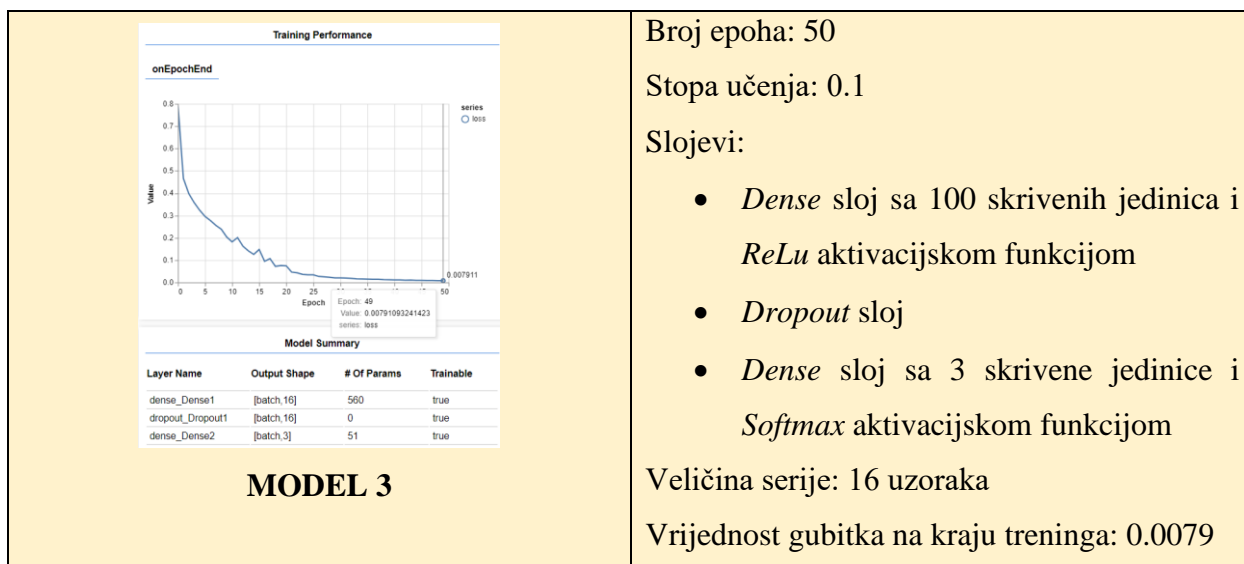 Training Performance
onEpochEnd
series
loss
0.8
0.7
0.6
0.5
0.4
0.3
0.2
0.1
0.0
Value
0 5 10 15 20 25 50
Epoch
0.007911
Epoch: 49
Value: 0.00791093241423
series: loss
Model Summary
Layer Name Output Shape # Of Params Trainable
dense_Dense1 [batch,16] 560 true
dropout_Dropout1 [batch,16] 0 true
dense_Dense2 [batch,3] 51 true
MODEL 3
Broj epoha: 50
Stopa učenja: 0.1
Slojevi:
• Dense sloj sa 100 skrivenih jedinica i
ReLu aktivacijskom funkcijom
• Dropout sloj
• Dense sloj sa 3 skrivene jedinice i
Softmax aktivacijskom funkcijom
Veličina serije: 16 uzoraka
Vrijednost gubitka na kraju treninga: 0.0079